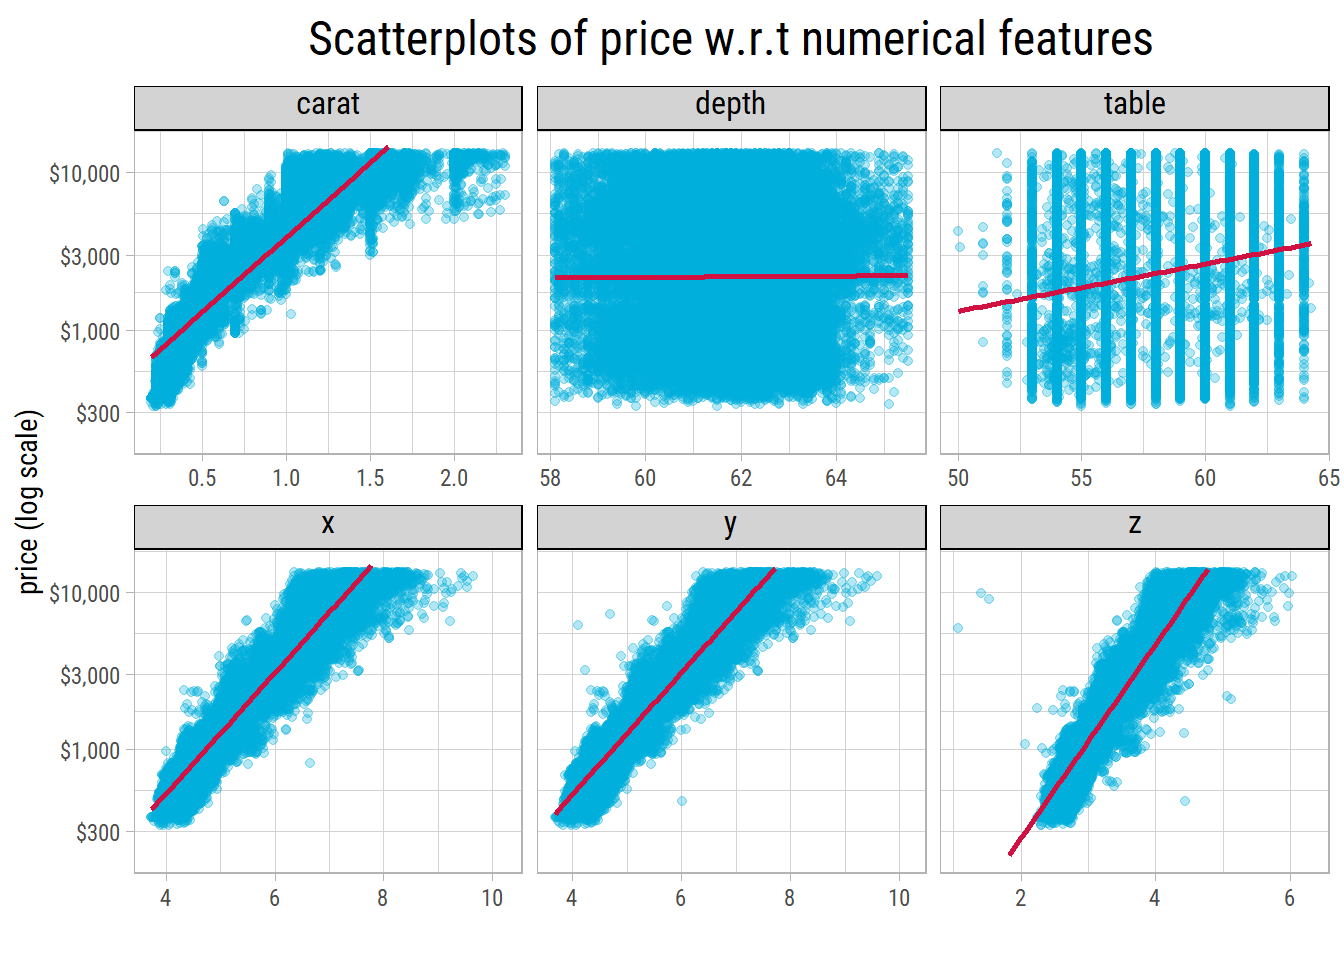 Scatterplots of price w.r.t numerical features
carat
depth
table
$10,000
$3,000
$1,000
$300
0.5 1.0 1.5 2.0
58 60 62 64
50 55 60 65
price (log scale)
x
y
z
$10,000
$3,000
$1,000
$300
4 6 8 10
4 6 8 10
2 4 6